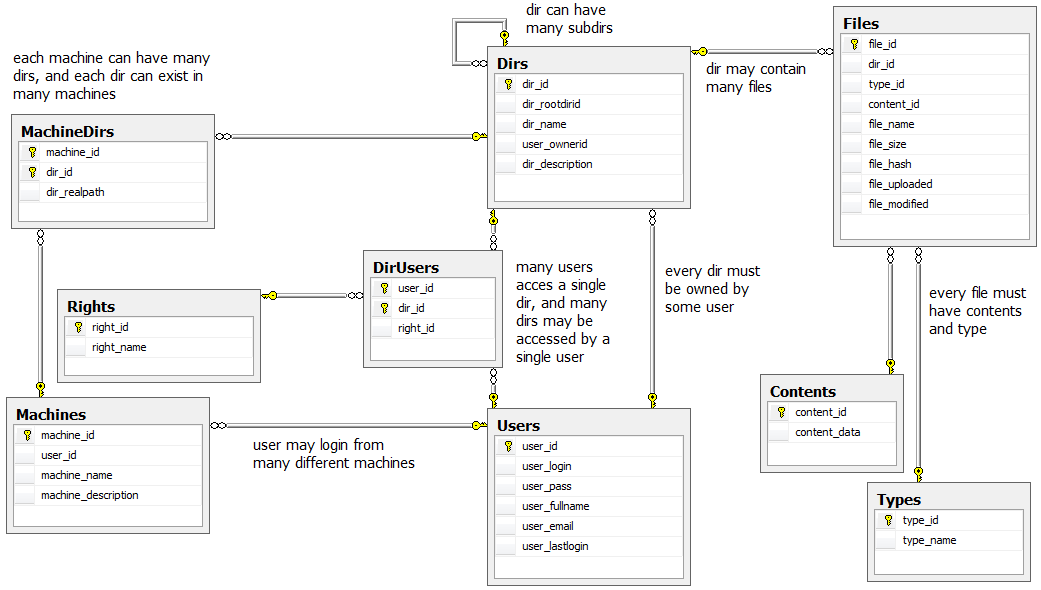 dir can have
many subdirs
each machine can have many
dirs, and each dir can exist in
many machines
MachineDirs
machine_id
dir_id
dir_realpath
Dirs
dir_id
dir_rootdirid
dir_name
user_ownerid
dir_description
dir may contain
many files
Files
file_id
dir_id
type_id
content_id
file_name
file_size
file_hash
file_uploaded
file_modified
Rights
right_id
right_name
DirUsers
user_id
dir_id
right_id
many users
acces a single
dir, and many
dirs may be
accessed by a
single user
every dir must
be owned by
some user
every file must
have contents
and type
Machines
machine_id
user_id
machine_name
machine_description
user may login from
many different machines
Users
user_id
user_login
user_pass
user_fullname
user_email
user_lastlogin
Contents
content_id
content_data
Types
type_id
type_name